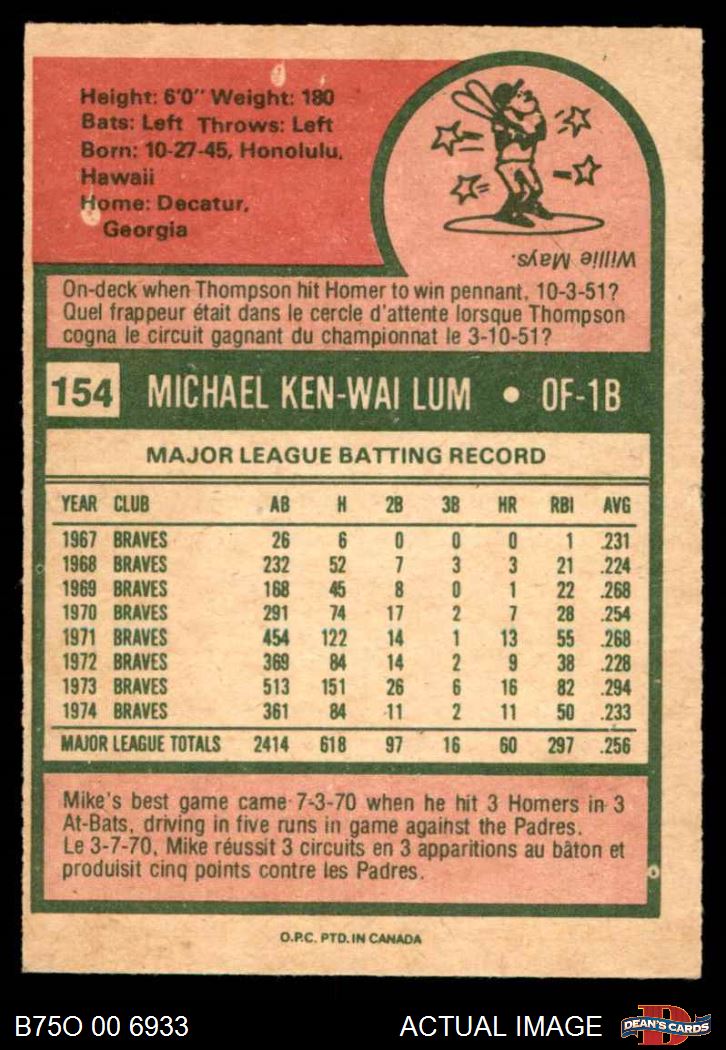 Height: 6'0" Weight: 180
Bats: Left Throws: Left
Born: 10-27-45, Honolulu,
Hawaii
Home: Decatur,
Georgia
Willie Mays.
On-deck when Thompson hit Homer to win pennant, 10-3-51?
Quel frappeur était dans le cercle d'attente lorsque Thompson
cogna le circuit gagnant du championnat le 3-10-51?
154 MICHAEL KEN-WAI LUM • OF-1B
MAJOR LEAGUE BATTING RECORD
YEAR CLUB AB H 2B 3B HR RBI AVG
1967 BRAVES 26 6 0 0 0 1 .231
1968 BRAVES 232 52 7 3 3 21 .224
1969 BRAVES 168 45 8 0 1 22 .268
1970 BRAVES 291 74 17 2 7 28 .254
1971 BRAVES 454 122 14 1 13 55 .268
1972 BRAVES 369 84 14 2 9 38 .228
1973 BRAVES 513 151 26 6 16 82 .294
1974 BRAVES 361 84 11 2 11 50 .233
MAJOR LEAGUE TOTALS 2414 618 97 16 60 297 .256
Mike's best game came 7-3-70 when he hit 3 Homers in 3
At-Bats, driving in five runs in game against the Padres.
Le 3-7-70, Mike réussit 3 circuits en 3 apparitions au bâton et
produisit cinq points contre les Padres.
O.P.C. PTD. IN CANADA
B75O 00 6933 ACTUAL IMAGE D DEAN'S CARDS